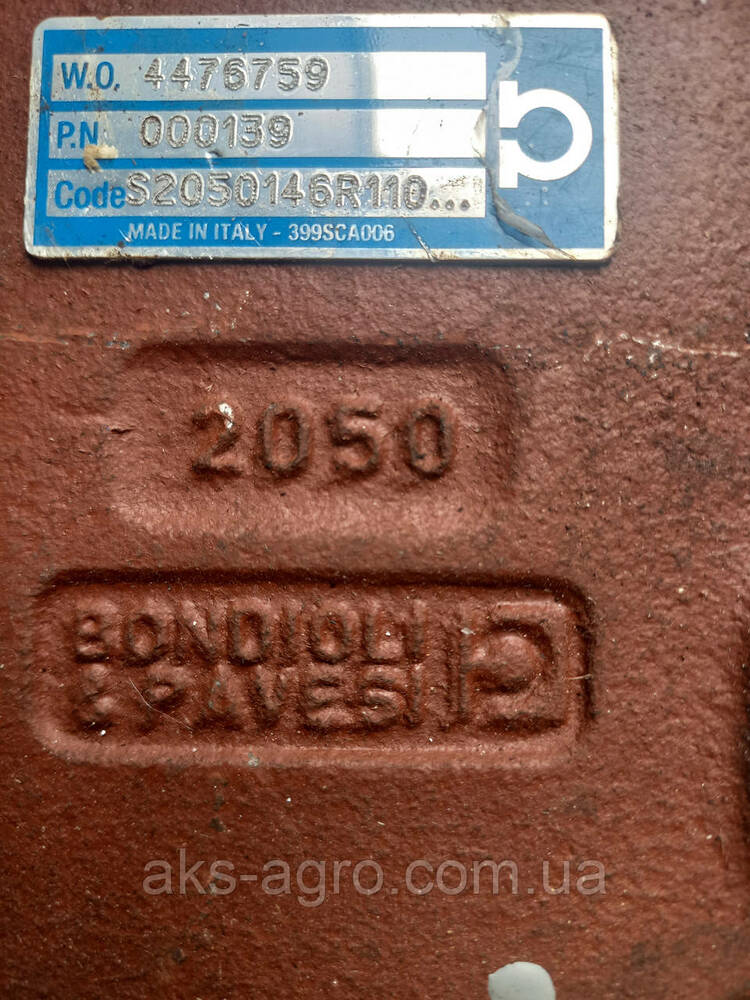 W.O. 4476759
P.N 000139
Code S2050146R110...
MADE IN ITALY - 399SCA006
2050
BONDIOLI
& PAVESI
aks-agro.com.ua